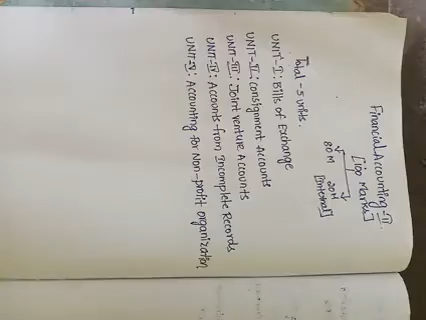 Financial Accounting-II
[100 Marks]
80 M 20M
[internal]
Total - 5 units.
UNIT-I: Bills of Exchange
UNIT-II: Consignment Accounts
UNIT-III: Joint venture Accounts
UNIT-IV: Accounts from Incomplete Records
UNIT-V: Accounting for Non-profit organization